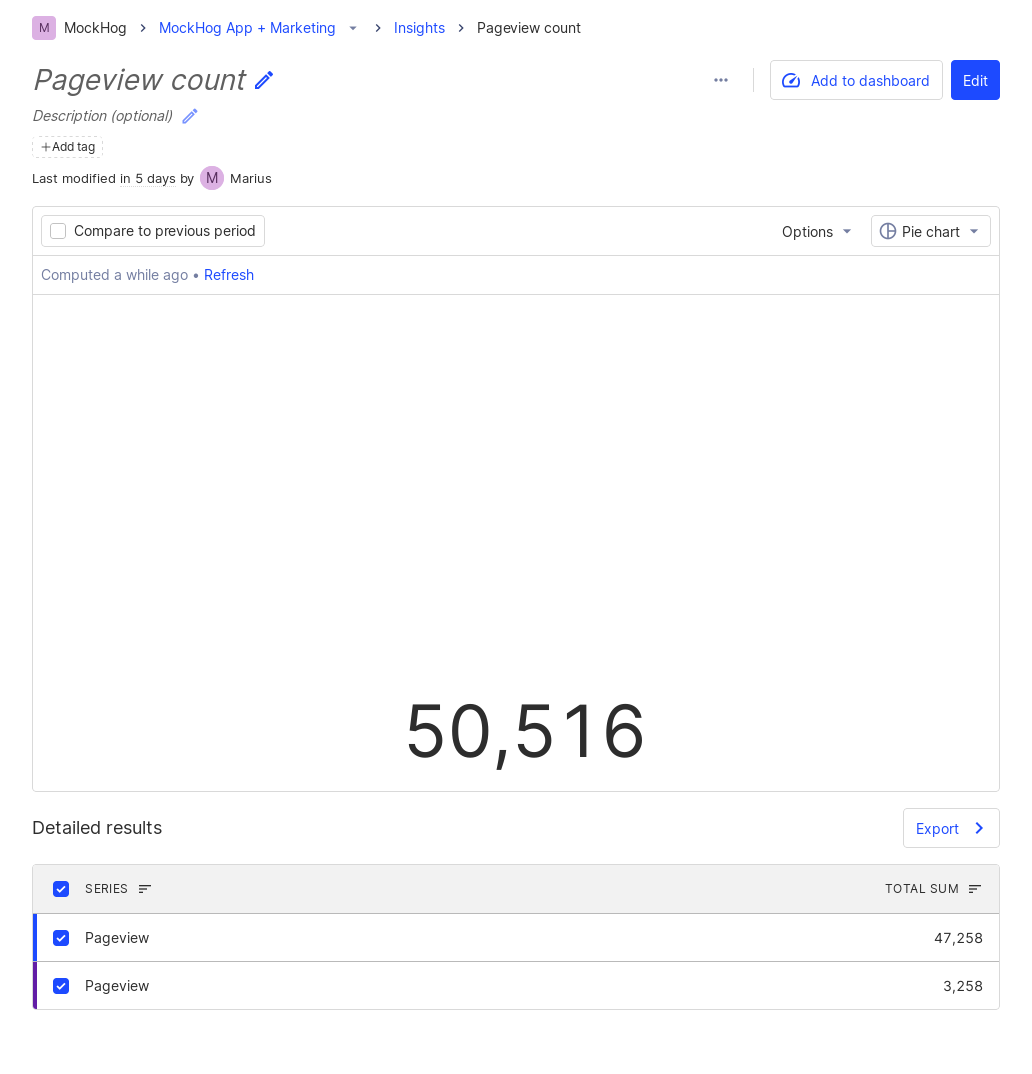 M MockHog MockHog App + Marketing Insights Pageview count
Pageview count
Add to dashboard Edit
Description (optional)
+Add tag
Last modified in 5 days by M Marius
Compare to previous period Options Pie chart
Computed a while ago • Refresh
50,516
Detailed results Export
SERIES TOTAL SUM
Pageview 47,258
Pageview 3,258